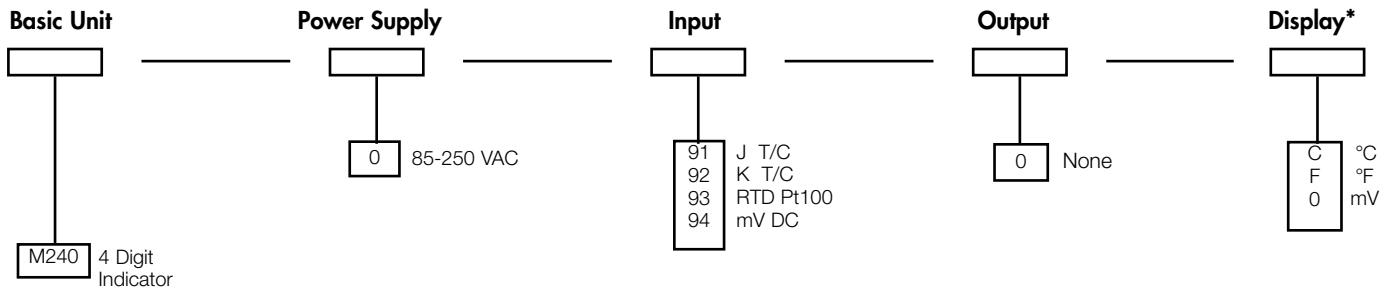 Basic Unit Power Supply Input Output Display*
0 85-250 VAC
91 J T/C
92 K T/C
93 RTD Pt100
94 mV DC
0 None
C °C
F °F
0 mV
M240 4 Digit
Indicator